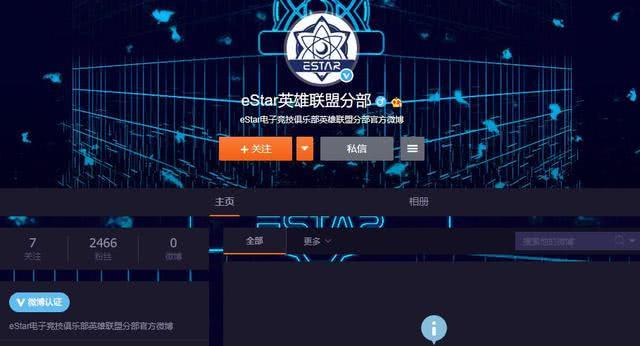 ESTAR
eStar英雄联盟分部
eStar电子竞技俱乐部英雄联盟分部官方微博
+ 关注
私信
主页
相册
ESTAR
7
关注
2466
粉丝
0
微博
全部
更多
搜索他的微博
V 微博认证
eStar电子竞技俱乐部英雄联盟分部官方微博